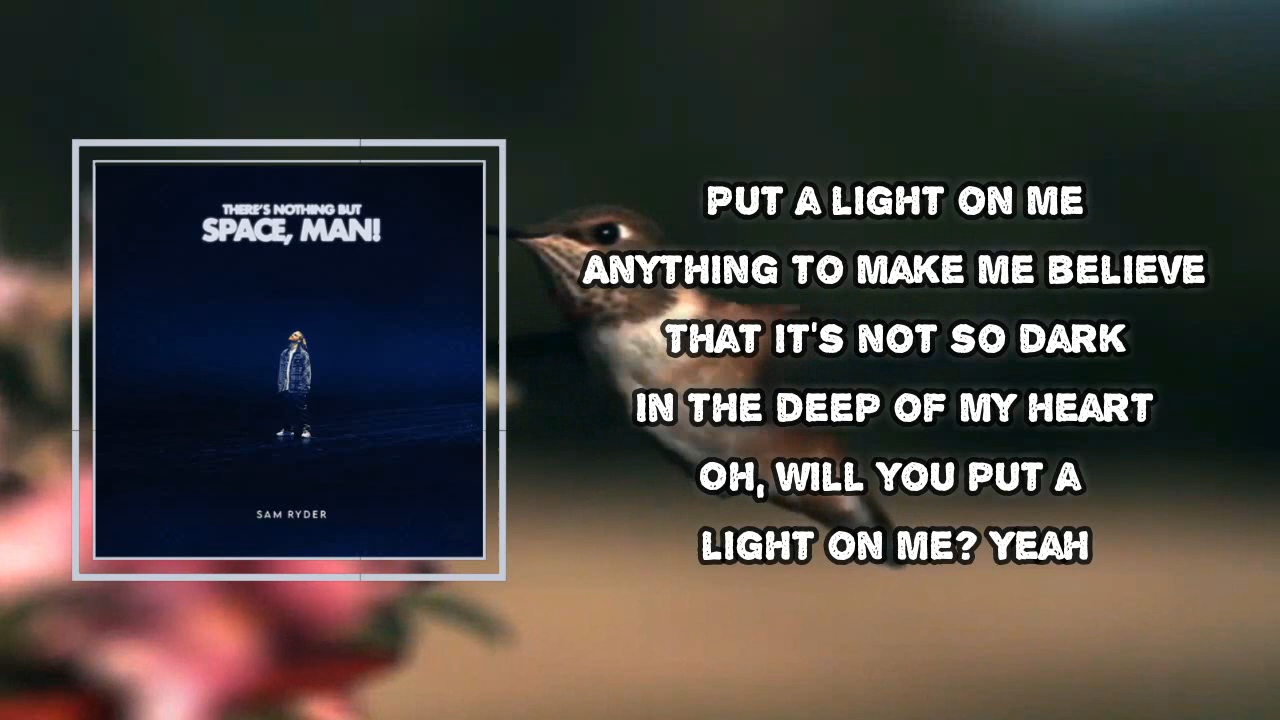 THERE'S NOTHING BUT
SPACE, MAN!
SAM RYDER
PUT A LIGHT ON ME
ANYTHING TO MAKE ME BELIEVE
THAT IT'S NOT SO DARK
IN THE DEEP OF MY HEART
OH, WILL YOU PUT A
LIGHT ON ME? YEAH